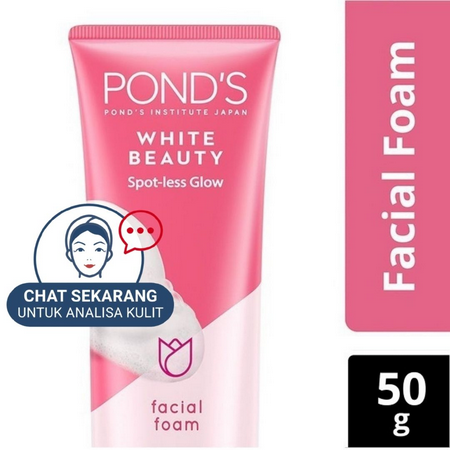 POND'S
POND'S INSTITUTE JAPAN
WHITE
BEAUTY
Spot-less Glow
CHAT SEKARANG
UNTUK ANALISA KULIT
facial
foam
Facial Foam
50
g